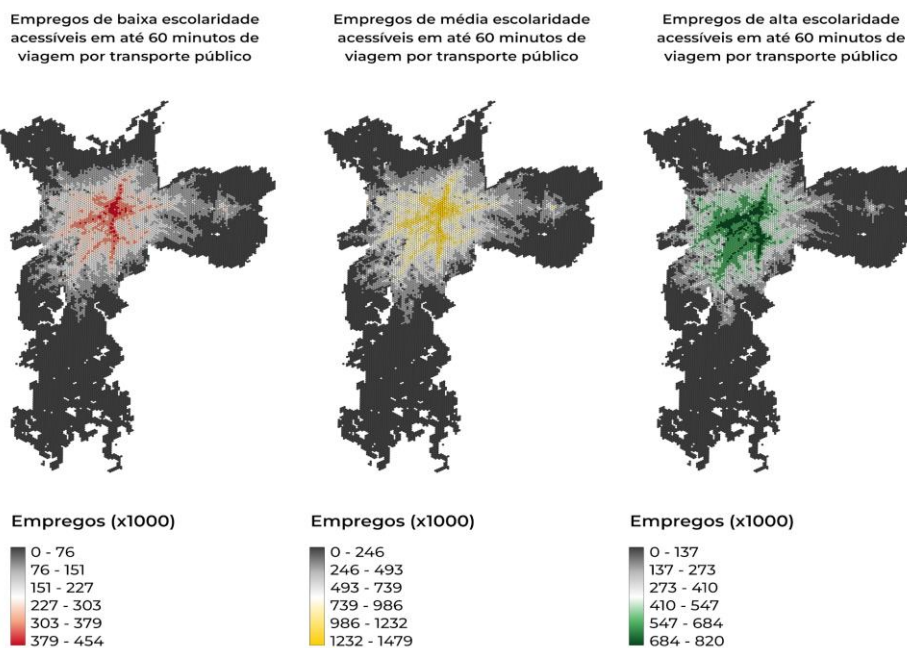 Empregos de baixa escolaridade
acessíveis em até 60 minutos de
viagem por transporte público
Empregos de média escolaridade
acessíveis em até 60 minutos de
viagem por transporte público
Empregos de alta escolaridade
acessíveis em até 60 minutos de
viagem por transporte público
Empregos (x1000)
0 - 76
76 - 151
151 - 227
227 - 303
303 - 379
379 - 454
Empregos (x1000)
0 - 246
246 - 493
493 - 739
739 - 986
986 - 1232
1232 - 1479
Empregos (x1000)
0 - 137
137 - 273
273 - 410
410 - 547
547 - 684
684 - 820